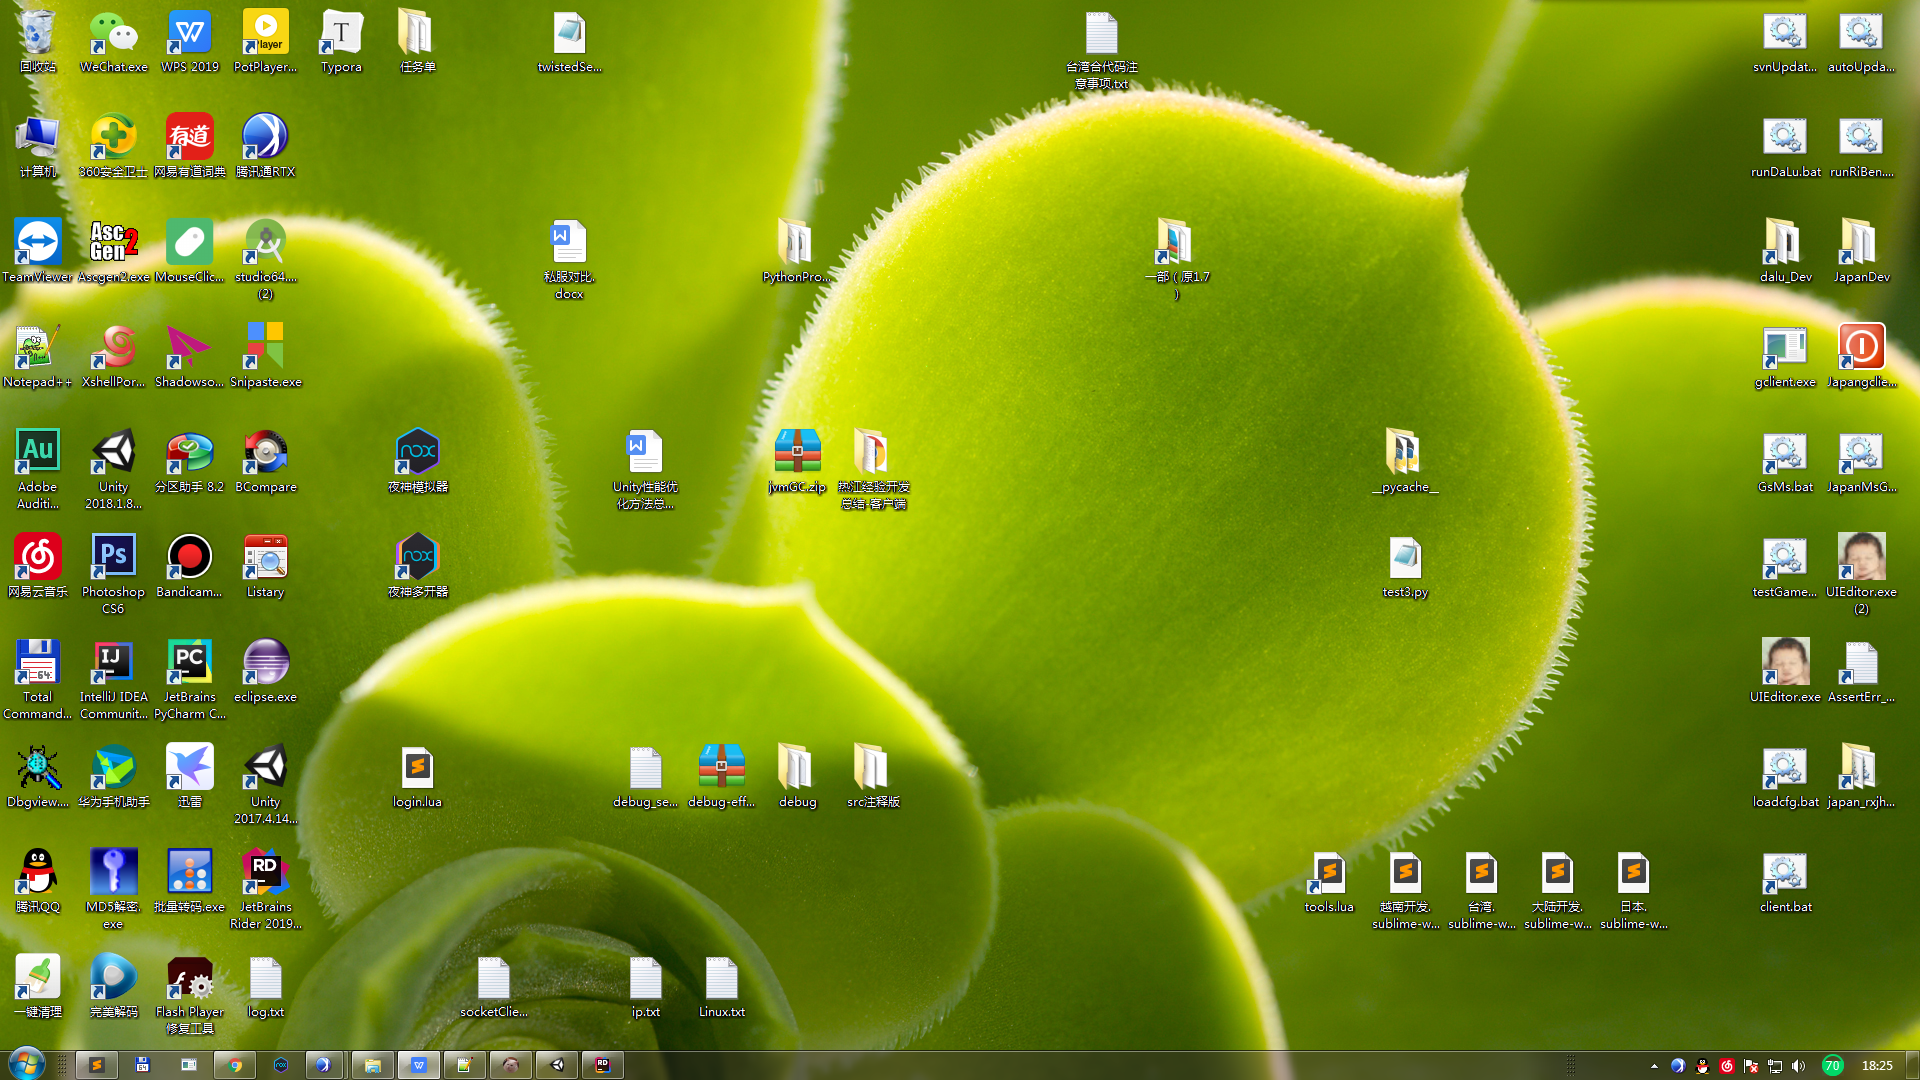 回收站
WeChat.exe
WPS 2019
PotPlayer...
Typora
任务单
twistedSe...
台湾合代码注
意事项.txt
svnUpdat...
autoUpda...
计算机
360安全卫士
网易有道词典
腾讯通RTX
runDaLu.bat
runRiBen....
TeamViewer
Ascgen2.exe
MouseClic...
studio64....
(2)
私服对比.
docx
PythonPro...
一部（原1.7
）
dalu_Dev
JapanDev
Notepad++
XshellPor...
Shadowso...
Snipaste.exe
gclient.exe
Japangclie...
Adobe
Auditi...
Unity
2018.1.8...
分区助手 8.2
BCompare
夜神模拟器
Unity性能优
化方法总...
jvmGC.zip
热江经验开发
总结-客户端
__pycache__
GsMs.bat
JapanMsG...
网易云音乐
Photoshop
CS6
Bandicam...
Listary
夜神多开器
test3.py
testGame...
UIEditor.exe
(2)
Total
Command...
IntelliJ IDEA
Communit...
JetBrains
PyCharm C...
eclipse.exe
UIEditor.exe
AssertErr_...
Dbgview....
华为手机助手
迅雷
Unity
2017.4.14...
login.lua
debug_se...
debug-eff...
debug
src注释版
loadcfg.bat
japan_rxjh...
腾讯QQ
MD5解密.
exe
批量转码.exe
JetBrains
Rider 2019...
tools.lua
越南开发.
sublime-w...
台湾.
sublime-w...
大陆开发.
sublime-w...
日本.
sublime-w...
client.bat
一键清理
完美解码
Flash Player
修复工具
log.txt
socketClie...
ip.txt
Linux.txt
70
18:25